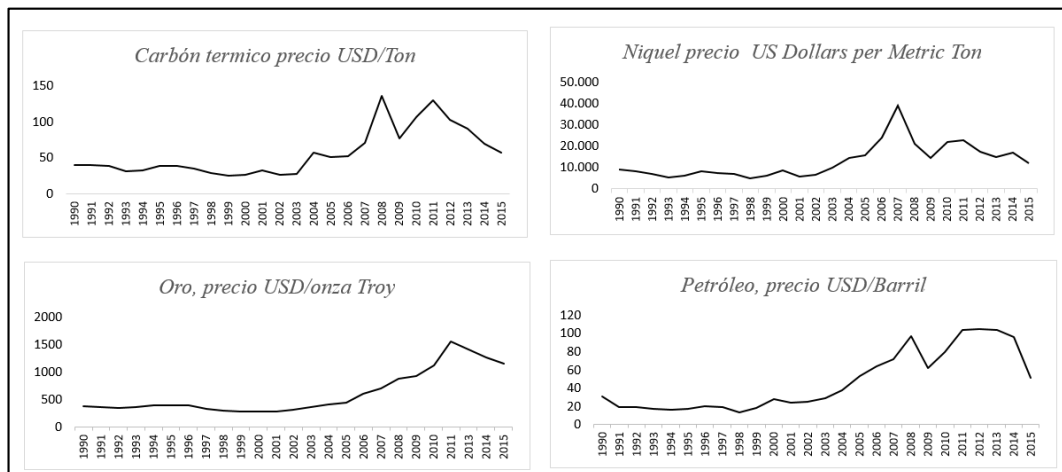 Carbón termico precio USD/Ton
150
100
50
0
1990 1991 1992 1993 1994 1995 1996 1997 1998 1999 2000 2001 2002 2003 2004 2005 2006 2007 2008 2009 2010 2011 2012 2013 2014 2015
Niquel precio US Dollars per Metric Ton
50.000
40.000
30.000
20.000
10.000
0
1990 1991 1992 1993 1994 1995 1996 1997 1998 1999 2000 2001 2002 2003 2004 2005 2006 2007 2008 2009 2010 2011 2012 2013 2014 2015
Oro, precio USD/onza Troy
2000
1500
1000
500
0
1990 1991 1992 1993 1994 1995 1996 1997 1998 1999 2000 2001 2002 2003 2004 2005 2006 2007 2008 2009 2010 2011 2012 2013 2014 2015
Petróleo, precio USD/Barril
120
100
80
60
40
20
0
1990 1991 1992 1993 1994 1995 1996 1997 1998 1999 2000 2001 2002 2003 2004 2005 2006 2007 2008 2009 2010 2011 2012 2013 2014 2015